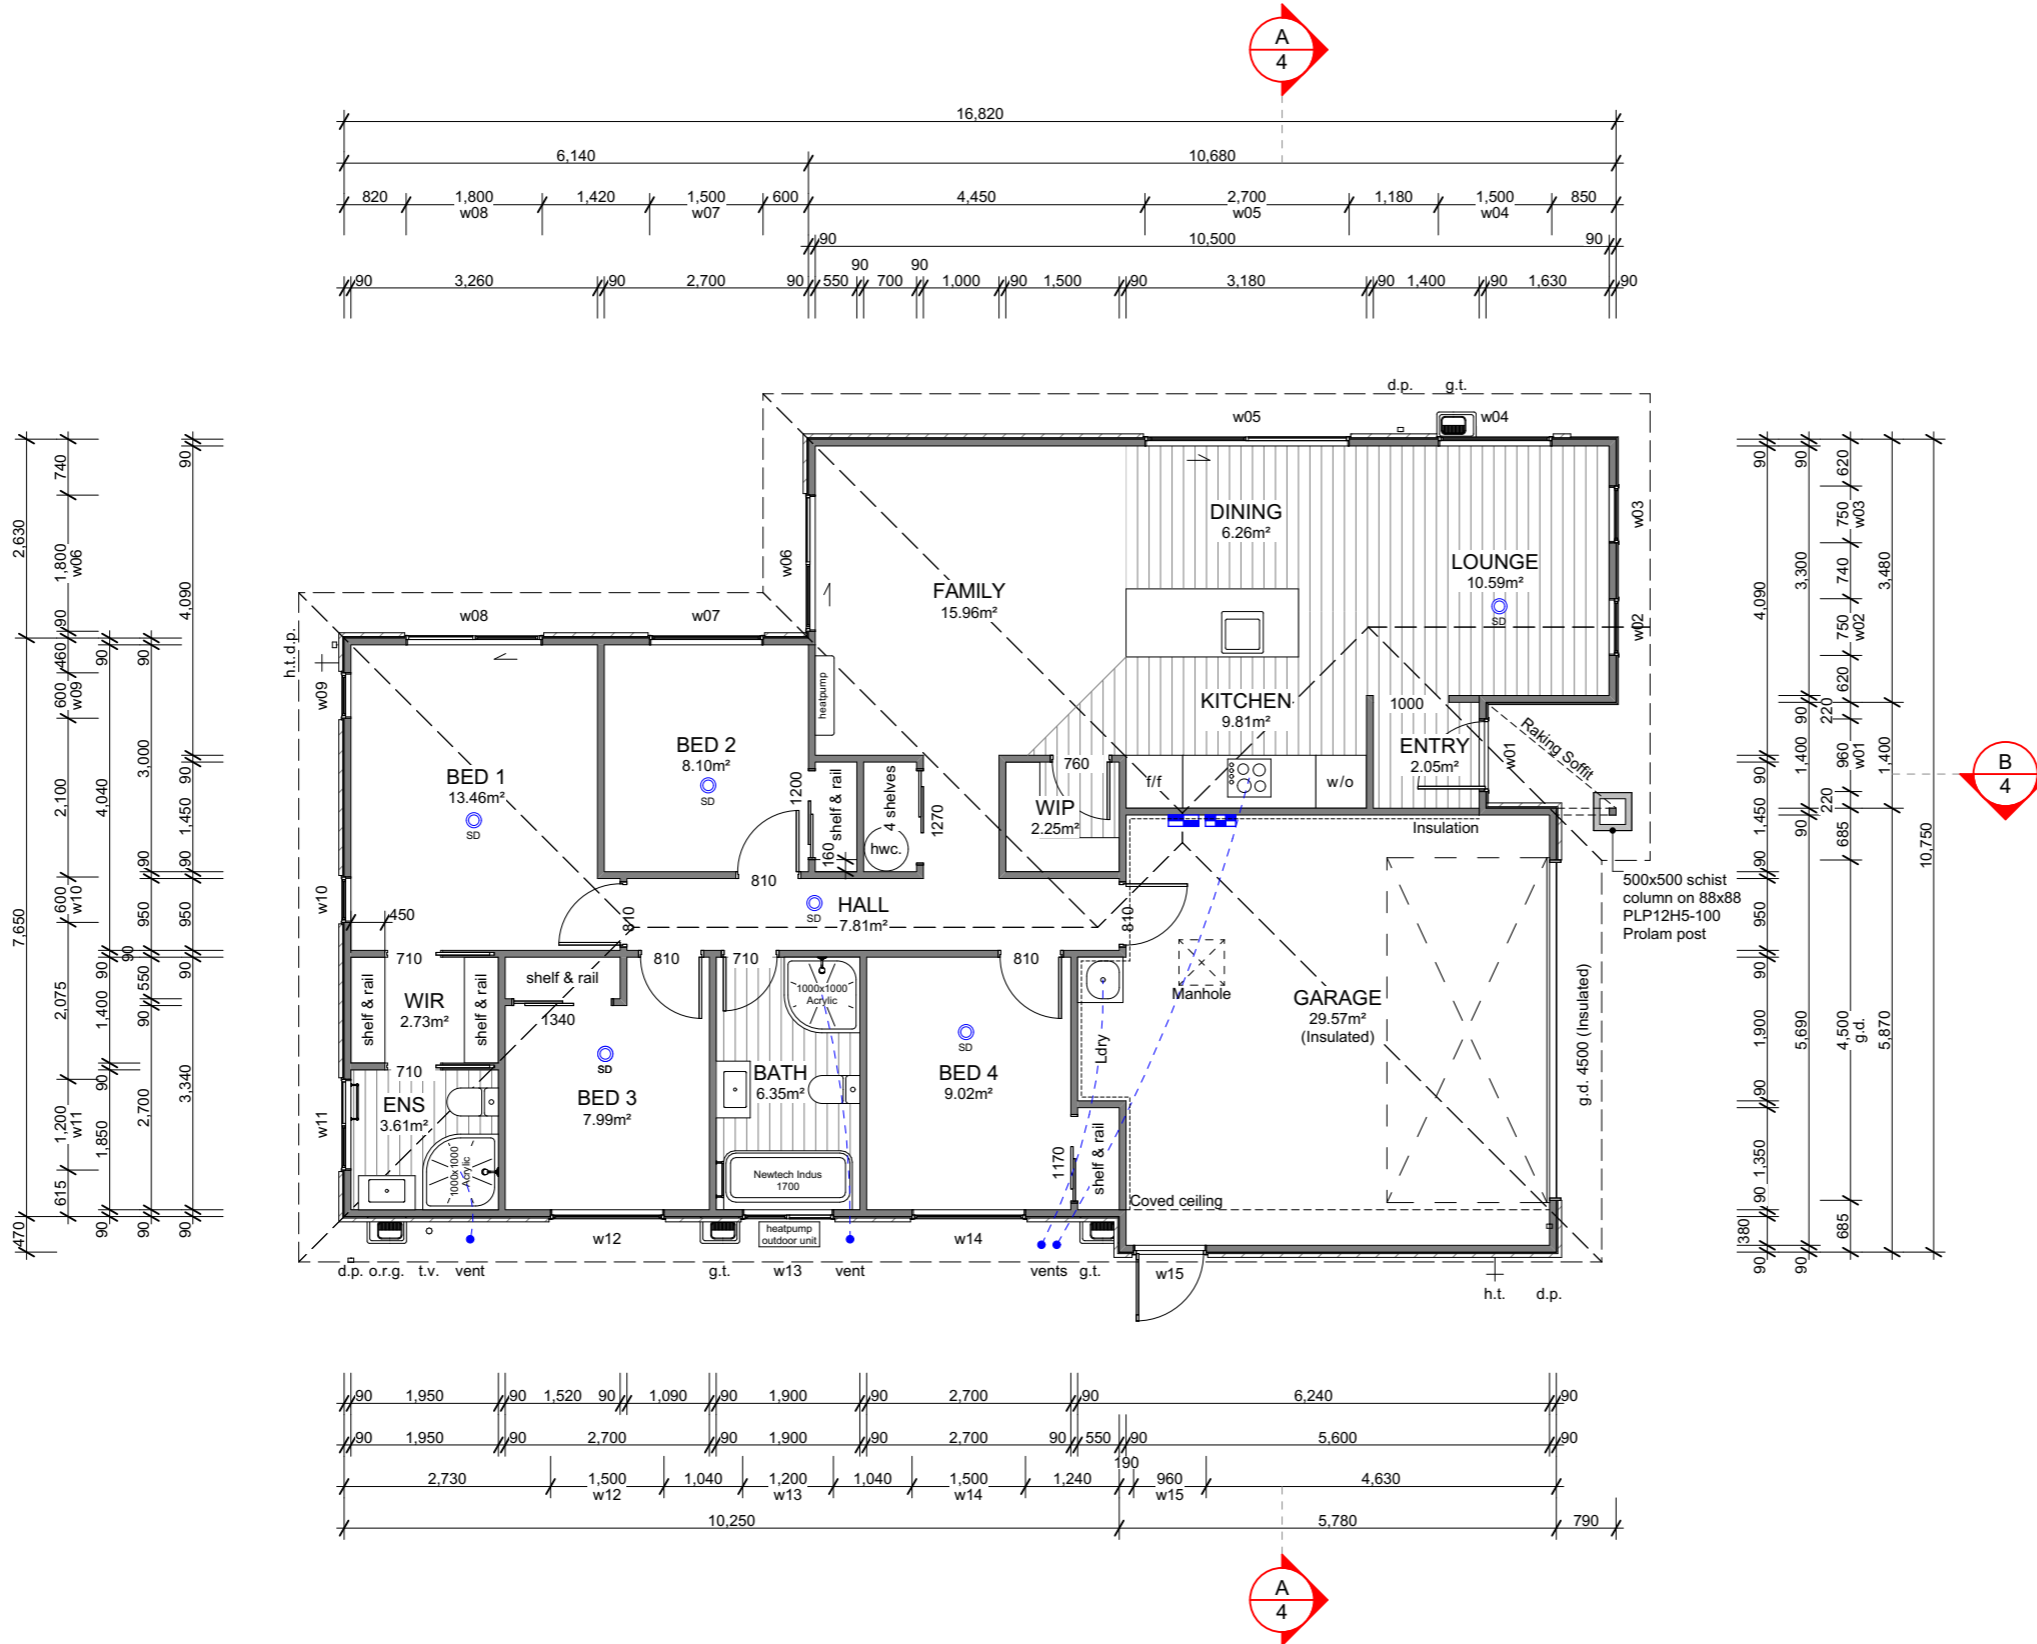 A
4
16,820
6,140
10,680
820
1,800
w08
1,420
1,500
w07
600
4,450
2,700
w05
1,180
1,500
w04
850
90
10,500
90
90
3,260
90
2,700
90
550
90
700
90
1,000
90
1,500
90
3,180
90
1,400
90
1,630
90
d.p.
g.t.
w05
w04
2,630
7,650
470
740
1,800
w06
90
460
600
w09
2,100
600
w10
2,075
1,200
w11
615
90
4,040
90
1,400
90
1,850
90
90
3,000
90
950
90
550
90
2,700
90
90
4,090
90
1,450
90
950
90
3,340
90
h.t.
d.p.
w09
w10
w11
w08
w07
w06
DINING
6.26m²
LOUNGE
10.59m²
SD
FAMILY
15.96m²
w03
w02
heatpump
KITCHEN
9.81m²
1000
ENTRY
2.05m²
w01
Raking Soffit
BED 1
13.46m²
SD
BED 2
8.10m²
SD
1200
shelf & rail
160
4 shelves
hwc.
1270
760
WIP
2.25m²
f/f
w/o
Insulation
500x500 schist
column on 88x88
PLP12H5-100
Prolam post
810
810
SD
HALL
7.81m²
810
450
710
shelf & rail
WIR
2.73m²
shelf & rail
710
shelf & rail
1340
810
710
1000x1000
Acrylic
810
Manhole
GARAGE
29.57m²
(Insulated)
g.d. 4500 (Insulated)
SD
BED 3
7.99m²
BATH
6.35m²
SD
BED 4
9.02m²
Ldry
ENS
3.61m²
1000x1000
Acrylic
Newtech Indus
1700
1170
shelf & rail
Coved ceiling
heatpump
outdoor unit
w12
w14
d.p.
o.r.g.
t.v.
vent
g.t.
w13
vent
vents
g.t.
w15
h.t.
d.p.
90
4,090
90
1,450
90
950
90
1,900
90
1,350
90
380
90
90
3,300
90
1,400
90
5,690
90
620
750
w03
740
750
w02
620
220
960
w01
220
685
4,500
g.d.
685
3,480
1,400
5,870
10,750
B
4
90
1,950
90
1,520
90
1,090
90
1,900
90
2,700
90
6,240
90
90
1,950
90
2,700
90
1,900
90
2,700
90
550
90
5,600
90
2,730
1,500
w12
1,040
1,200
w13
1,040
1,500
w14
1,240
190
960
w15
4,630
10,250
5,780
790
A
4